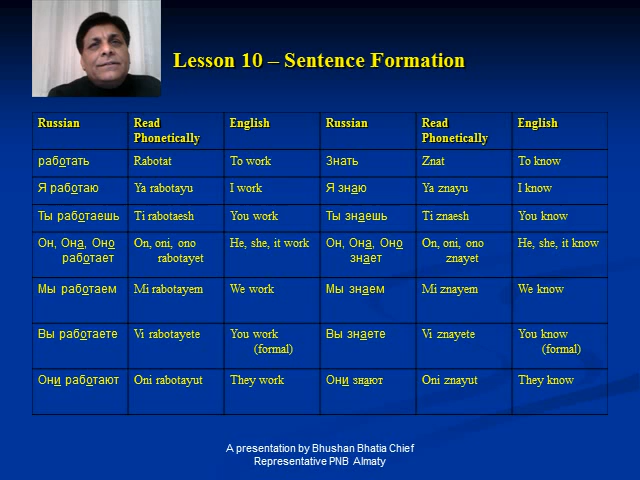 Lesson 10 – Sentence Formation
Russian Read Phonetically English Russian Read Phonetically English
работать Rabotat To work Знать Znat To know
Я работаю Ya rabotayu I work Я знаю Ya znayu I know
Ты работаешь Ti rabotaesh You work Ты знаешь Ti znaesh You know
Он, Она, Оно работает On, oni, ono rabotayet He, she, it work Он, Она, Оно знает On, oni, ono znayet He, she, it know
Мы работаем Mi rabotayem We work Мы знаем Mi znayem We know
Вы работаете Vi rabotayete You work (formal) Вы знаете Vi znayete You know (formal)
Они работают Oni rabotayut They work Они знают Oni znayut They know
A presentation by Bhushan Bhatia Chief
Representative PNB Almaty